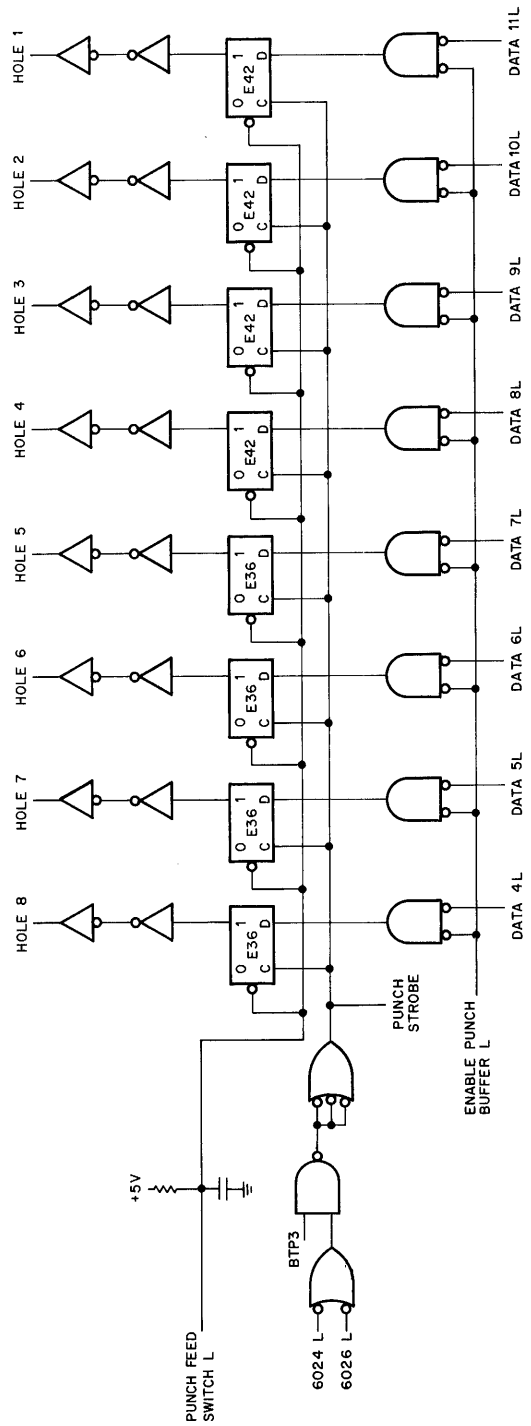 HOLE 8
HOLE 7
HOLE 6
HOLE 5
HOLE 4
HOLE 3
HOLE 2
HOLE 1
+5V
PUNCH FEED
SWITCH L
0 1
E36
C D
0 1
E36
C D
0 1
E36
C D
0 1
E36
C D
0 1
E42
C D
0 1
E42
C D
0 1
E42
C D
0 1
E42
C D
BTP3
6024 L
6026 L
PUNCH
STROBE
ENABLE PUNCH
BUFFER L
DATA 4L
DATA 5L
DATA 6L
DATA 7L
DATA 8L
DATA 9L
DATA 10L
DATA 11L